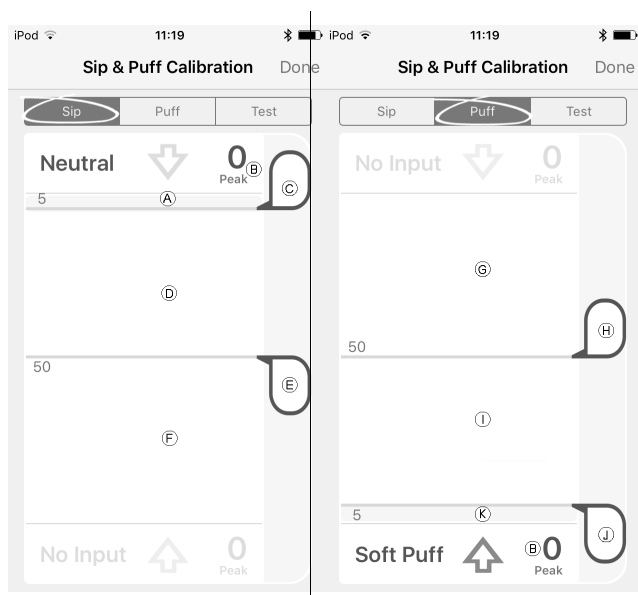 iPod 11:19
Sip & Puff Calibration Done
Sip Puff Test
Neutral 0 B
Peak
C
5 A
D
50
E
F
No Input 0
Peak
iPod 11:19
Sip & Puff Calibration Done
Sip Puff Test
No Input 0
Peak
G
H
50
I
5 K
J
Soft Puff B 0
Peak